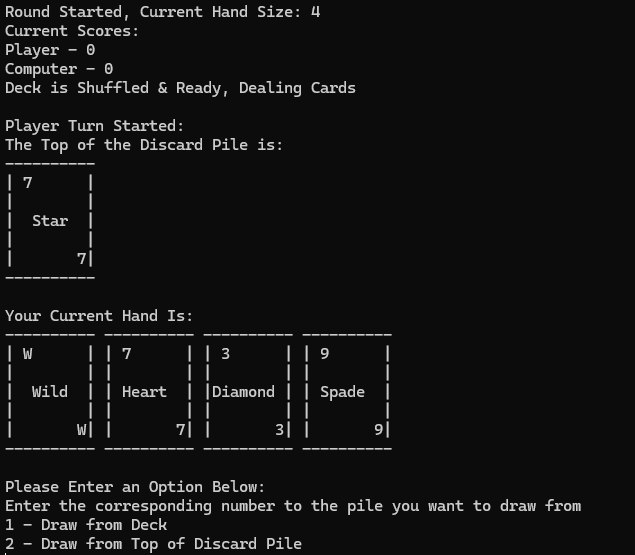 Round Started, Current Hand Size: 4
Current Scores:
Player - 0
Computer - 0
Deck is Shuffled & Ready, Dealing Cards

Player Turn Started:
The Top of the Discard Pile is:
----------
| 7      |
|        |
|  Star  |
|        |
|       7|
----------

Your Current Hand Is:
---------- ---------- ---------- ----------
| W      | | 7      | | 3      | | 9      |
|        | |        | |        | |        |
|  Wild  | | Heart  | |Diamond | | Spade  |
|        | |        | |        | |        |
|       W| |       7| |       3| |       9|
---------- ---------- ---------- ----------

Please Enter an Option Below:
Enter the corresponding number to the pile you want to draw from
1 - Draw from Deck
2 - Draw from Top of Discard Pile